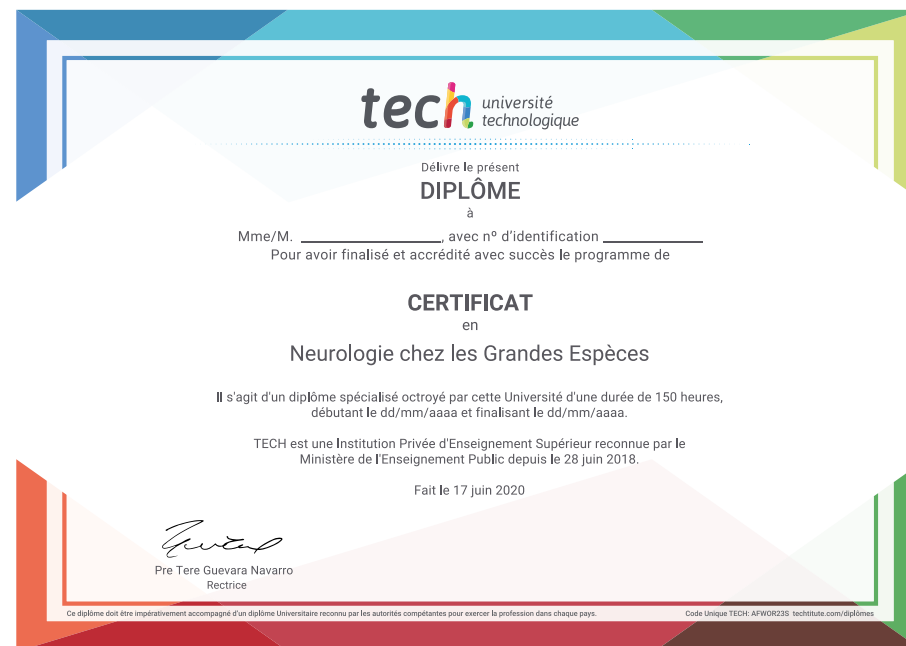 tech université
technologique
Délivre le présent
DIPLÔME
à
Mme/M. ____________________, avec nº d'identification ______________
Pour avoir finalisé et accrédité avec succès le programme de
CERTIFICAT
en
Neurologie chez les Grandes Espèces
Il s'agit d'un diplôme spécialisé octroyé par cette Université d'une durée de 150 heures,
débutant le dd/mm/aaaa et finalisant le dd/mm/aaaa.
TECH est une Institution Privée d'Enseignement Supérieur reconnue par le
Ministère de l'Enseignement Public depuis le 28 juin 2018.
Fait le 17 juin 2020
Pre Tere Guevara Navarro
Rectrice
Ce diplôme doit être impérativement accompagné d'un diplôme Universitaire reconnu par les autorités compétantes pour exercer la profession dans chaque pays.
Code Unique TECH: AFWOR23S techtitute.com/diplômes